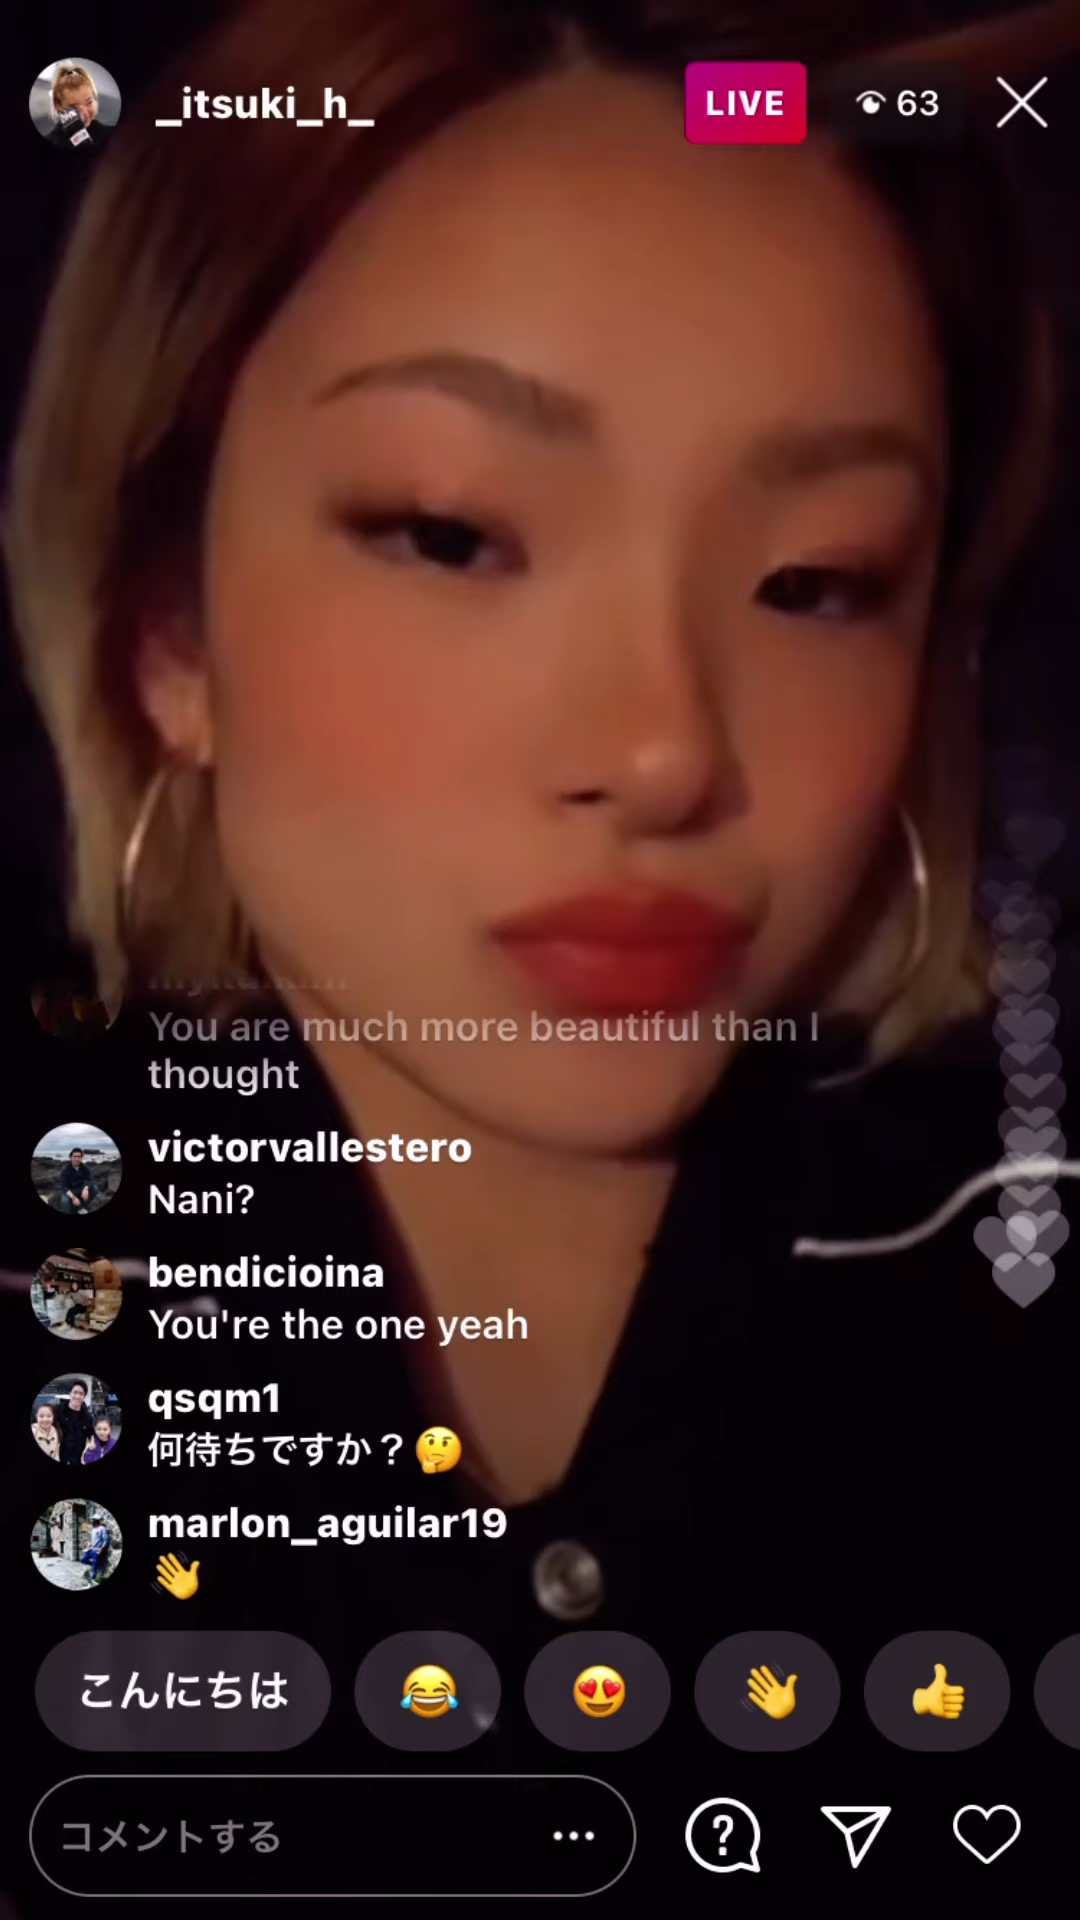 _itsuki_h_
LIVE
63
You are much more beautiful than I
thought
victorvallestero
Nani?
bendicioina
You're the one yeah
qsqm1
何待ちですか？🤔
marlon_aguilar19
👋
こんにちは
😂
😍
👋
👍
コメントする